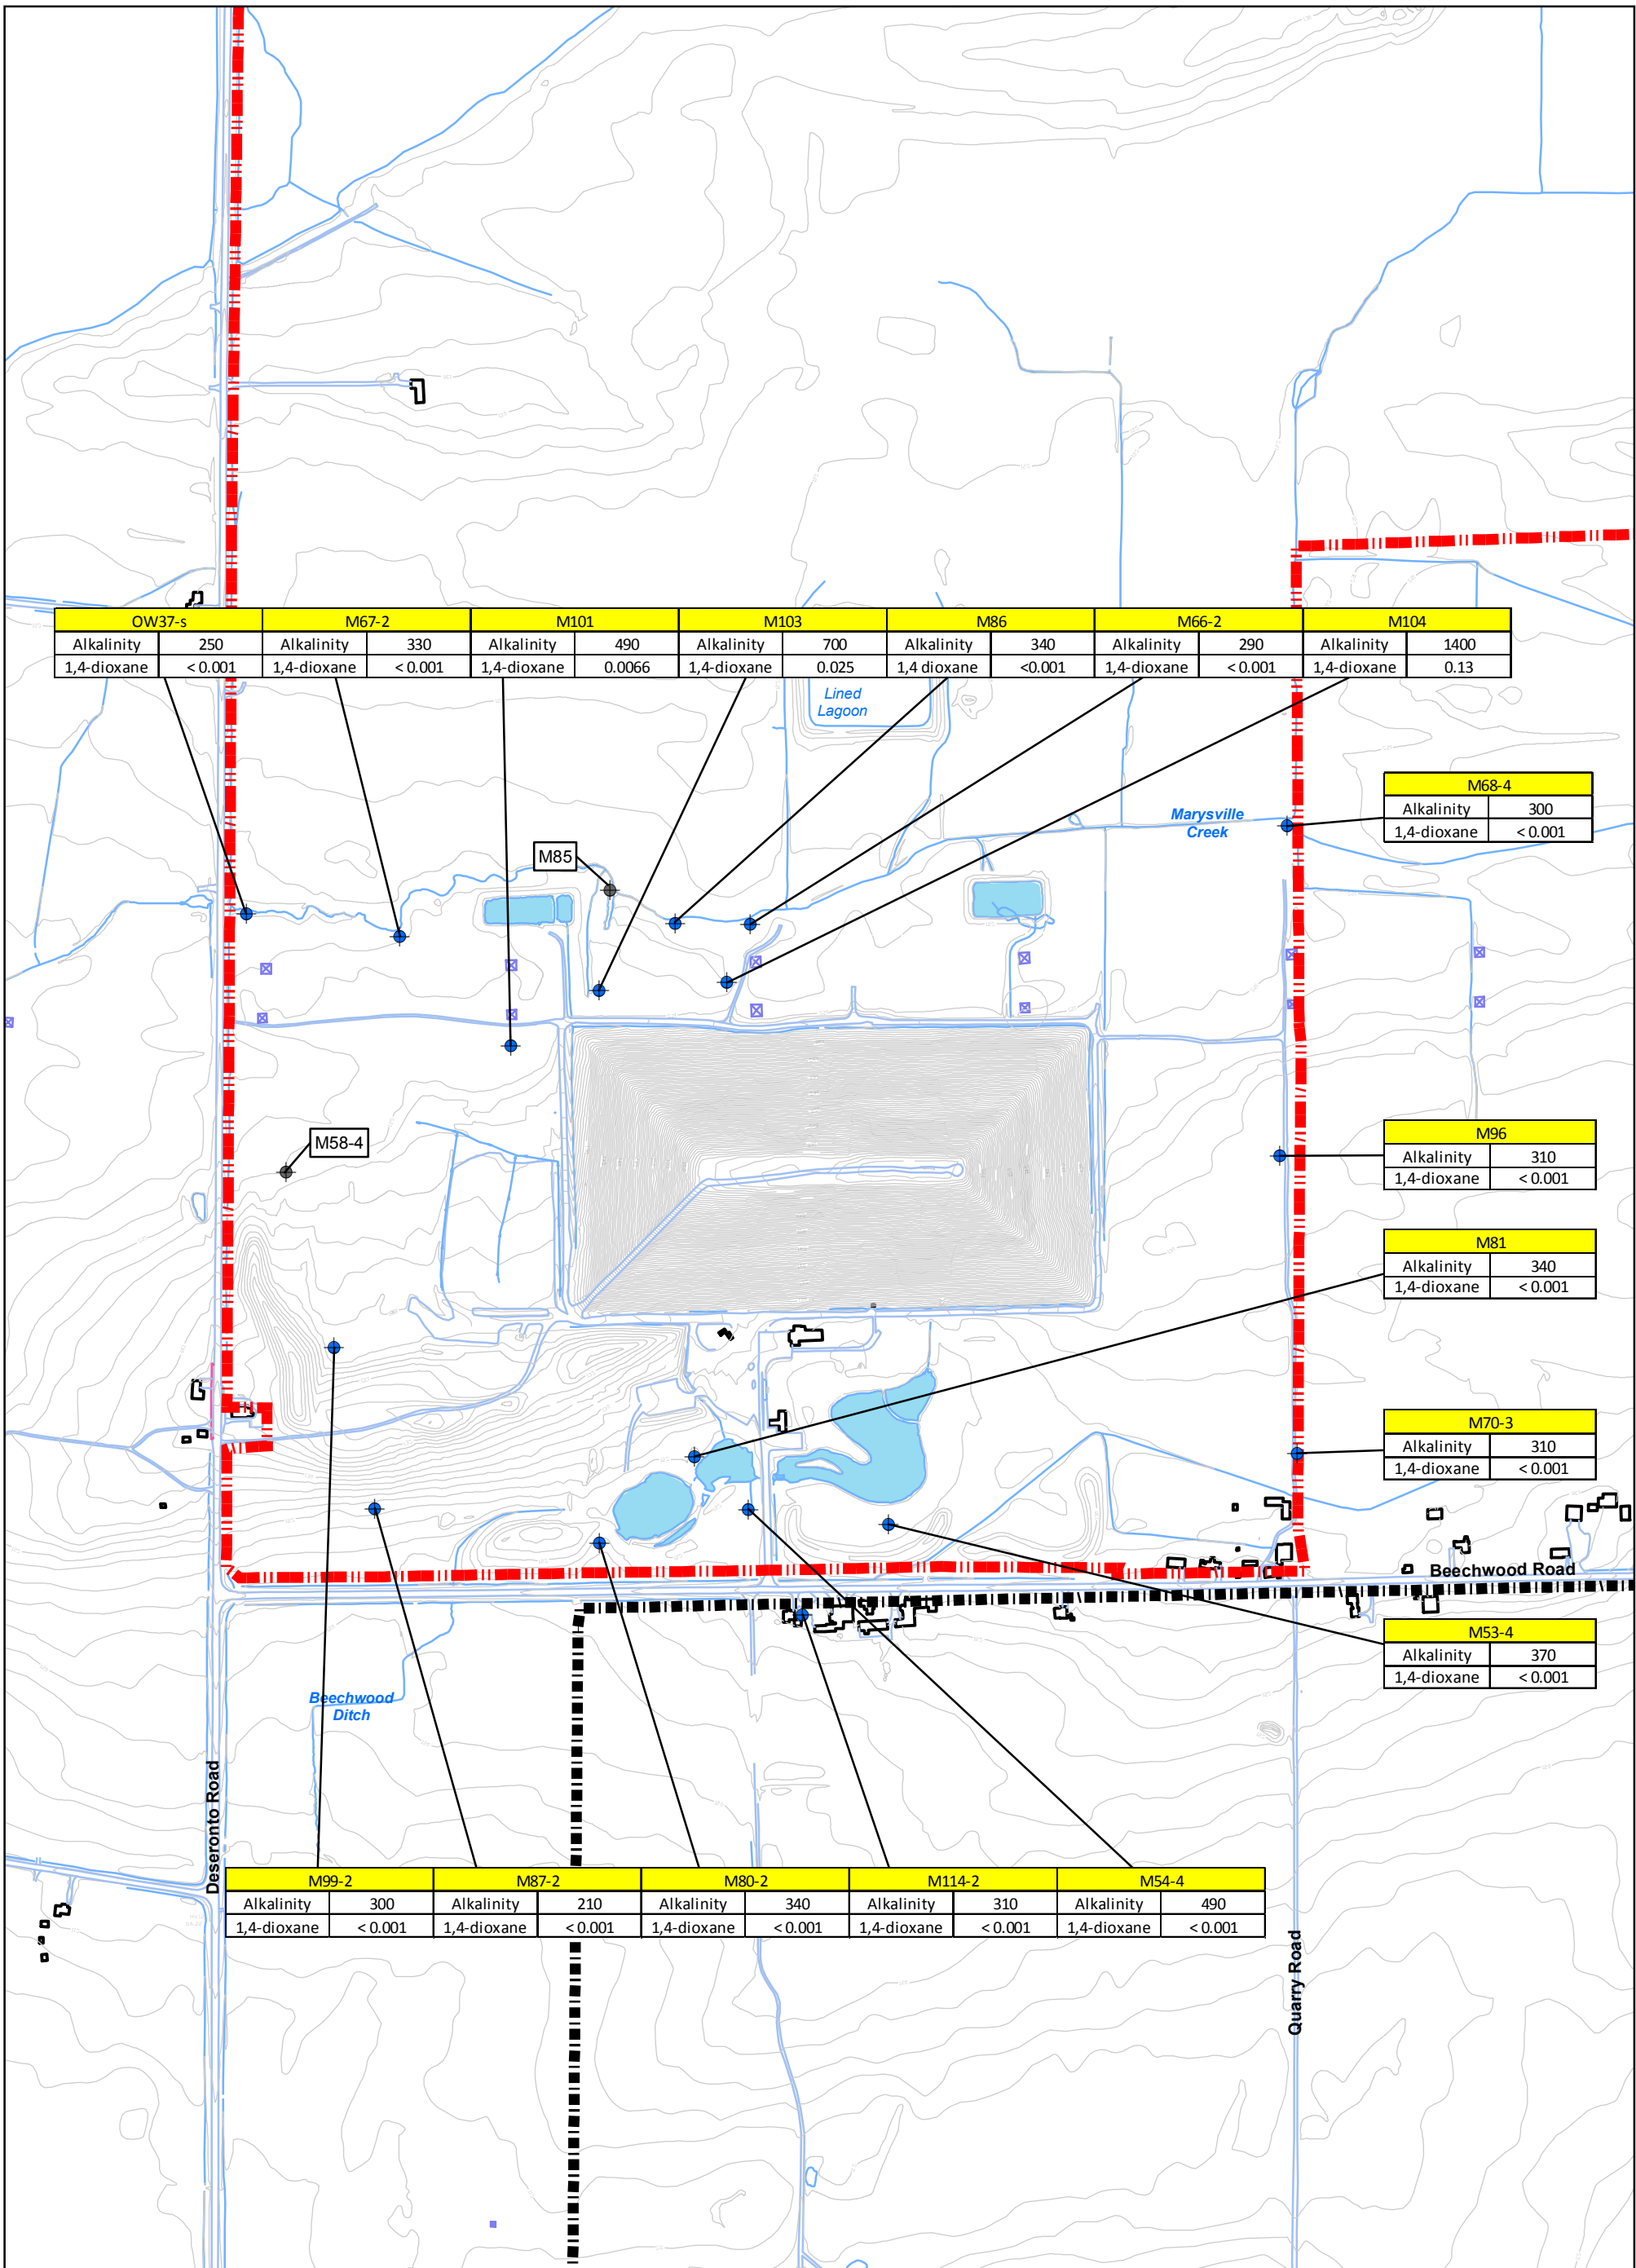 OW37-s M67-2 M101 M103 M86 M66-2 M104
Alkalinity 250 Alkalinity 330 Alkalinity 490 Alkalinity 700 Alkalinity 340 Alkalinity 290 Alkalinity 1400
1,4-dioxane < 0.001 1,4-dioxane < 0.001 1,4-dioxane 0.0066 1,4-dioxane 0.025 1,4 dioxane <0.001 1,4-dioxane < 0.001 1,4-dioxane 0.13
Lined
Lagoon
M68-4
Alkalinity 300
1,4-dioxane < 0.001
Marysville
Creek
M85
M58-4
M96
Alkalinity 310
1,4-dioxane < 0.001
M81
Alkalinity 340
1,4-dioxane < 0.001
M70-3
Alkalinity 310
1,4-dioxane < 0.001
Beechwood Road
M53-4
Alkalinity 370
1,4-dioxane < 0.001
Beechwood
Ditch
Deseronto Road
M99-2 M87-2 M80-2 M114-2 M54-4
Alkalinity 300 Alkalinity 210 Alkalinity 340 Alkalinity 310 Alkalinity 490
1,4-dioxane < 0.001 1,4-dioxane < 0.001 1,4-dioxane < 0.001 1,4-dioxane < 0.001 1,4-dioxane < 0.001
Quarry Road